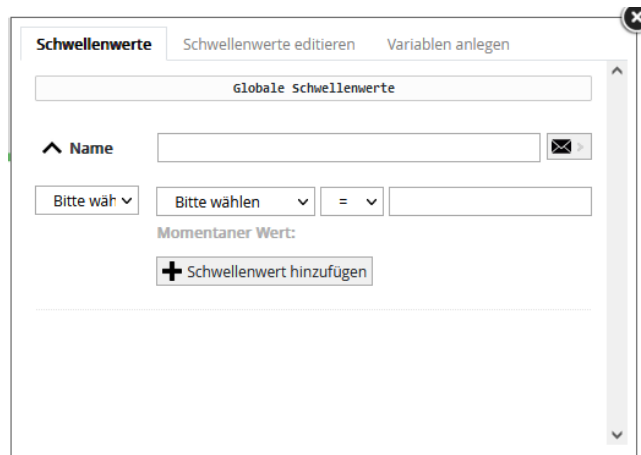 Schwellenwerte Schwellenwerte editieren Variablen anlegen
Globale Schwellenwerte
Name
Bitte wäh Bitte wählen =
Momentaner Wert:
Schwellenwert hinzufügen